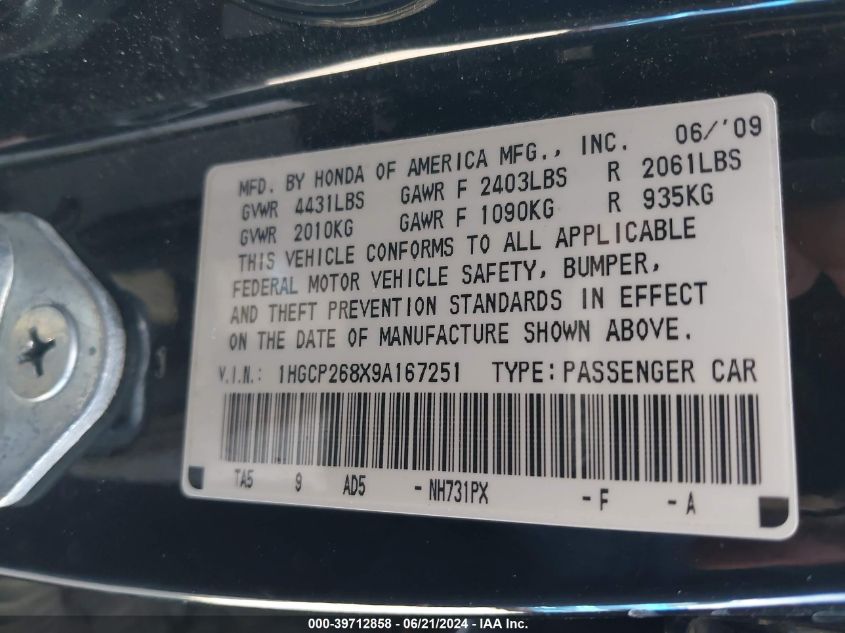 06/'09
MFD. BY HONDA OF AMERICA MFG., INC.
GVWR 4431LBS GAWR F 2403LBS R 2061LBS
GVWR 2010KG GAWR F 1090KG R 935KG
THIS VEHICLE CONFORMS TO ALL APPLICABLE
FEDERAL MOTOR VEHICLE SAFETY, BUMPER,
AND THEFT PREVENTION STANDARDS IN EFFECT
ON THE DATE OF MANUFACTURE SHOWN ABOVE.
V.I.N.: 1HGCP268X9A167251 TYPE:PASSENGER CAR
TA5 9 AD5 -NH731PX -F -A
000-39712858 - 06/21/2024 - IAAI.com